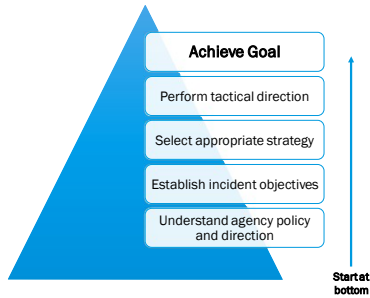 Achieve Goal
Perform tactical direction
Select appropriate strategy
Establish incident objectives
Understand agency policy
and direction
Start at
bottom